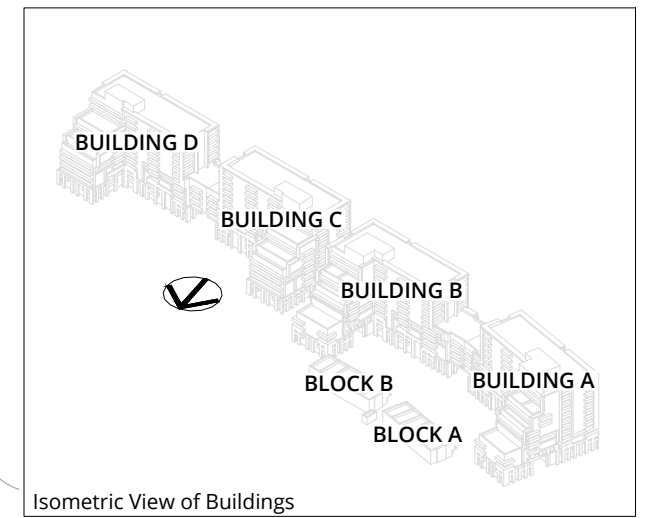 BUILDING D
BUILDING C
BUILDING B
BLOCK B
BUILDING A
BLOCK A
Isometric View of Buildings